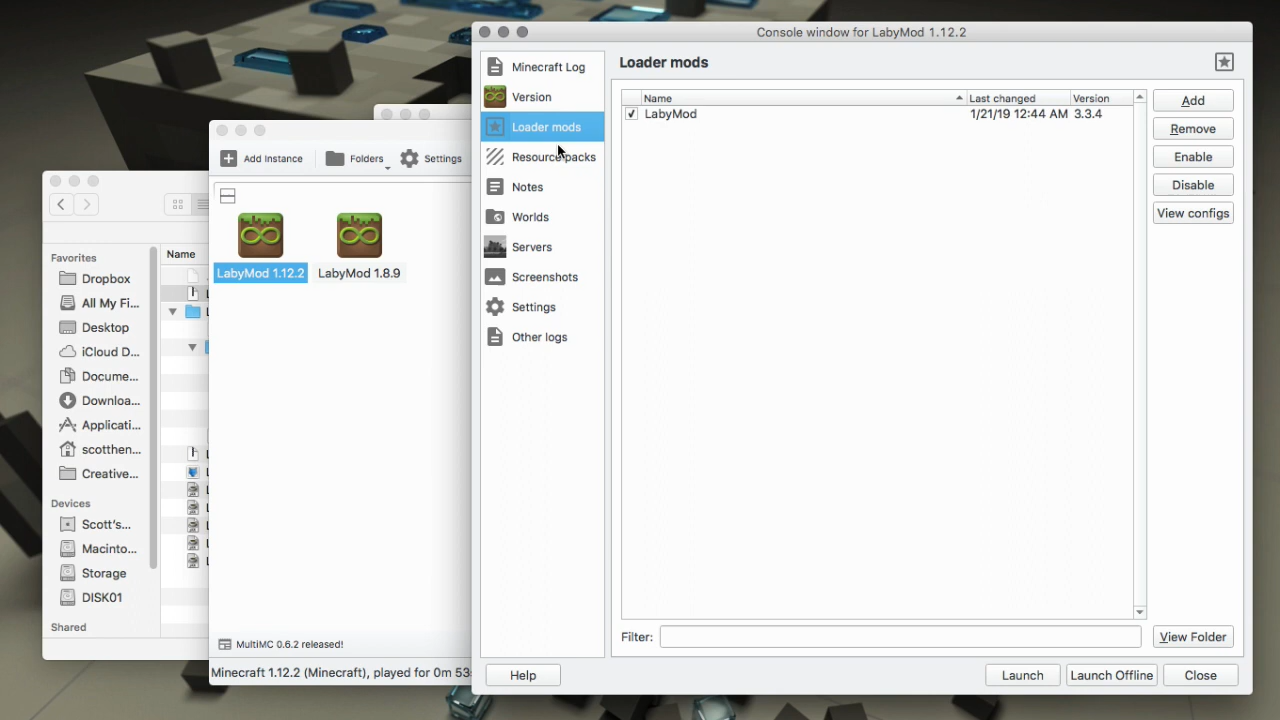 Console window for LabyMod 1.12.2
Minecraft Log
Version
Loader mods
Resource packs
Notes
Worlds
Servers
Screenshots
Settings
Other logs
Loader mods
Name
Last changed
Version
LabyMod
1/21/19 12:44 AM
3.3.4
Add
Remove
Enable
Disable
View configs
Filter:
View Folder
Help
Launch
Launch Offline
Close
Add Instance
Folders
Settings
LabyMod 1.12.2
LabyMod 1.8.9
MultiMC 0.6.2 released!
Minecraft 1.12.2 (Minecraft), played for 0m 53s
Favorites
Dropbox
All My Fi...
Desktop
iCloud D...
Docume...
Downloa...
Applicati...
scotthen...
Creative...
Devices
Scott's...
Macinto...
Storage
DISK01
Shared
Name